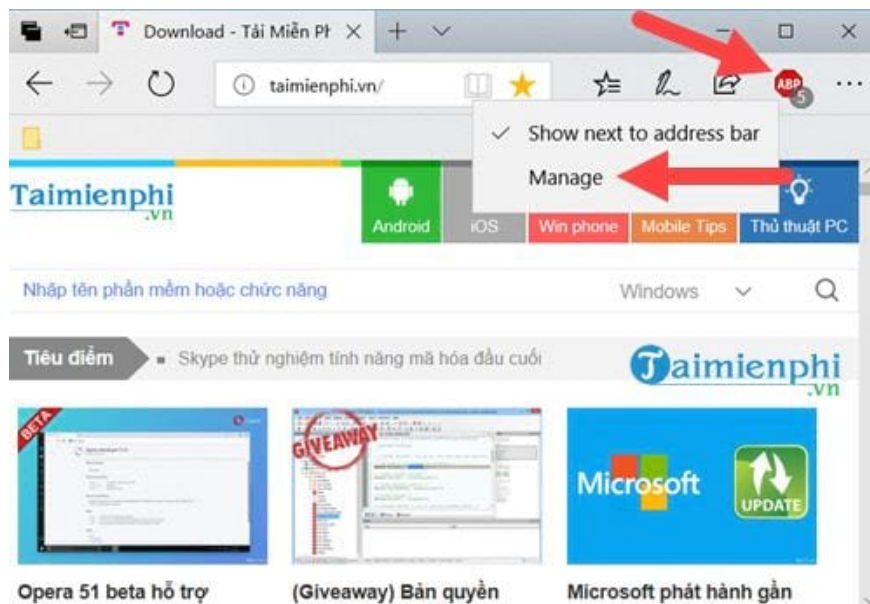 Download - Tải Miễn Ph
taimienphi.vn/
ABP
5
Show next to address bar
Manage
Taimienphi
.vn
Android
iOS
Win phone
Mobile Tips
Thủ thuật PC
Nhập tên phần mềm hoặc chức năng
Windows
Tiêu điểm
Skype thử nghiệm tính năng mã hóa đầu cuối
Taimienphi
.vn
BETA
GIVEAWAY
Microsoft
UPDATE
Opera 51 beta hỗ trợ
(Giveaway) Bản quyền
Microsoft phát hành gần